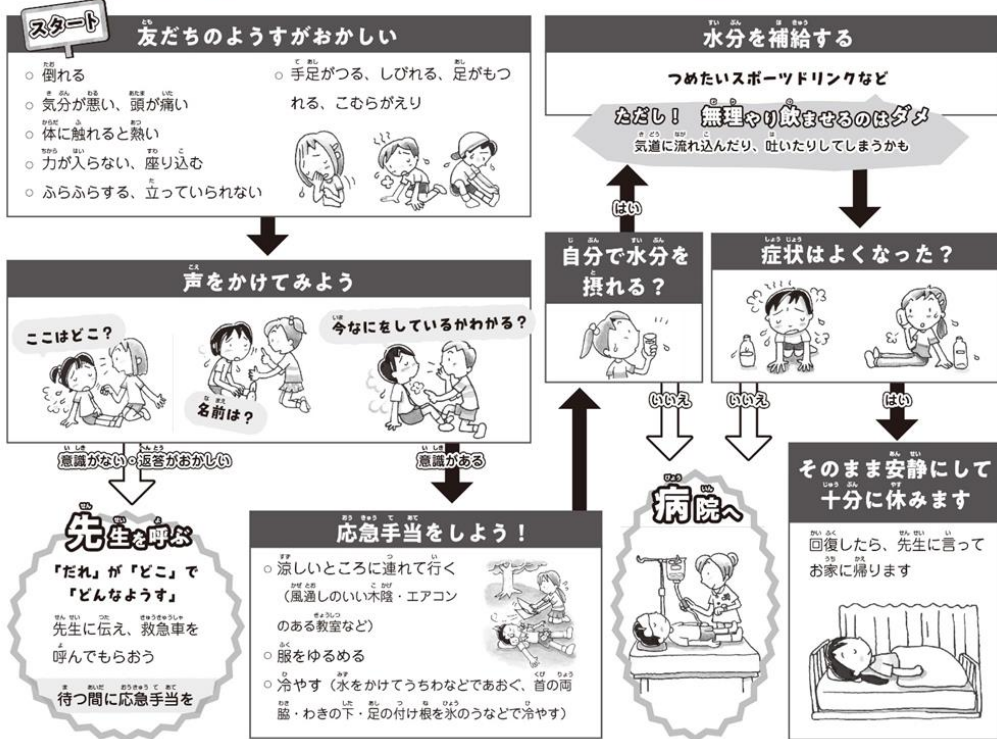 スタート
友だちのようすがおかしい
○ 倒れる
○ 気分が悪い、頭が痛い
○ 体に触れると熱い
○ 力が入らない、座り込む
○ ふらふらする、立っていられない
○ 手足がつる、しびれる、足がもつ
れる、こむらがえり
声をかけてみよう
ここはどこ？
名前は？
今なにをしているかわかる？
意識がない・返答がおかしい
意識がある
先生を呼ぶ
「だれ」が「どこ」で
「どんなようす」
先生に伝え、救急車を
呼んでもらおう
待つ間に応急手当を
応急手当をしよう！
○ 涼しいところに連れて行く
（風通しのいい木陰・エアコン
のある教室など）
○ 服をゆるめる
○ 冷やす（水をかけてうちわなどであおぐ、首の両
脇・わきの下・足の付け根を氷のうなどで冷やす）
自分で水分を
摂れる？
はい
いいえ
水分を補給する
つめたいスポーツドリンクなど
ただし！ 無理やり飲ませるのはダメ
気道に流れ込んだり、吐いたりしてしまうかも
症状はよくなった？
いいえ
はい
病院へ
そのまま安静にして
十分に休みます
回復したら、先生に言って
お家に帰ります